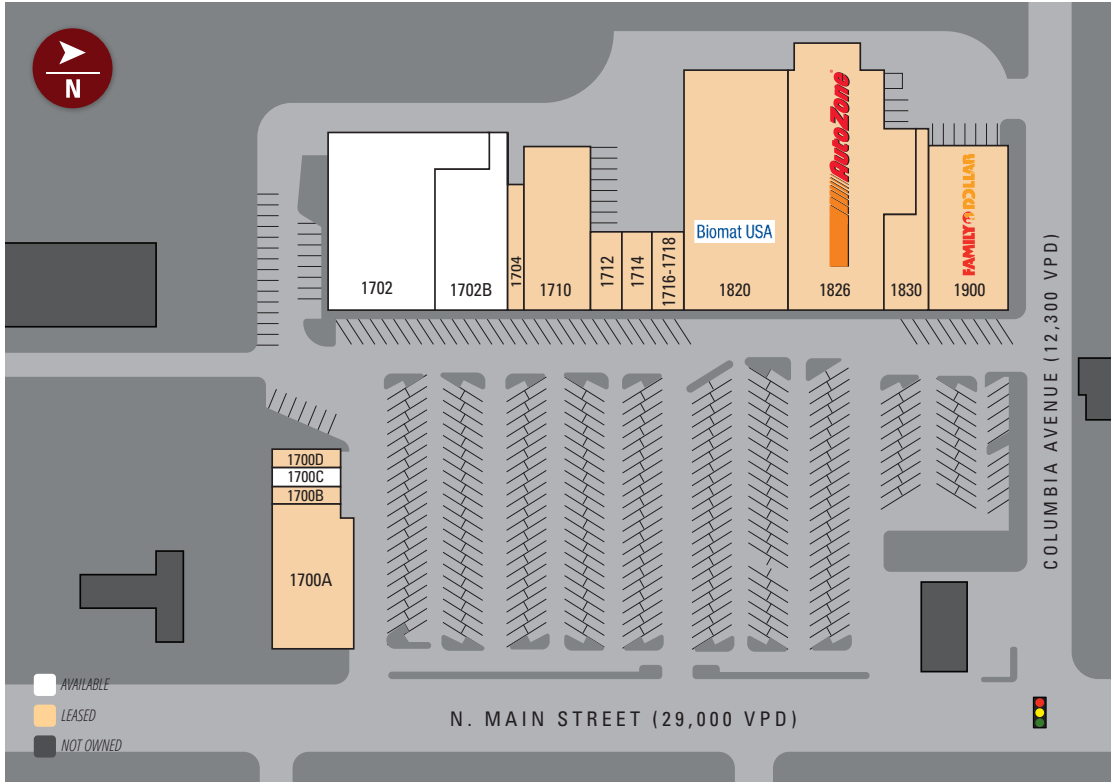 N
AutoZone
FAMILY DOLLAR
Biomat USA
1702
1702B
1704
1710
1712
1714
1716-1718
1820
1826
1830
1900
COLUMBIA AVENUE (12,300 VPD)
1700D
1700C
1700B
1700A
AVAILABLE
LEASED
NOT OWNED
N. MAIN STREET (29,000 VPD)